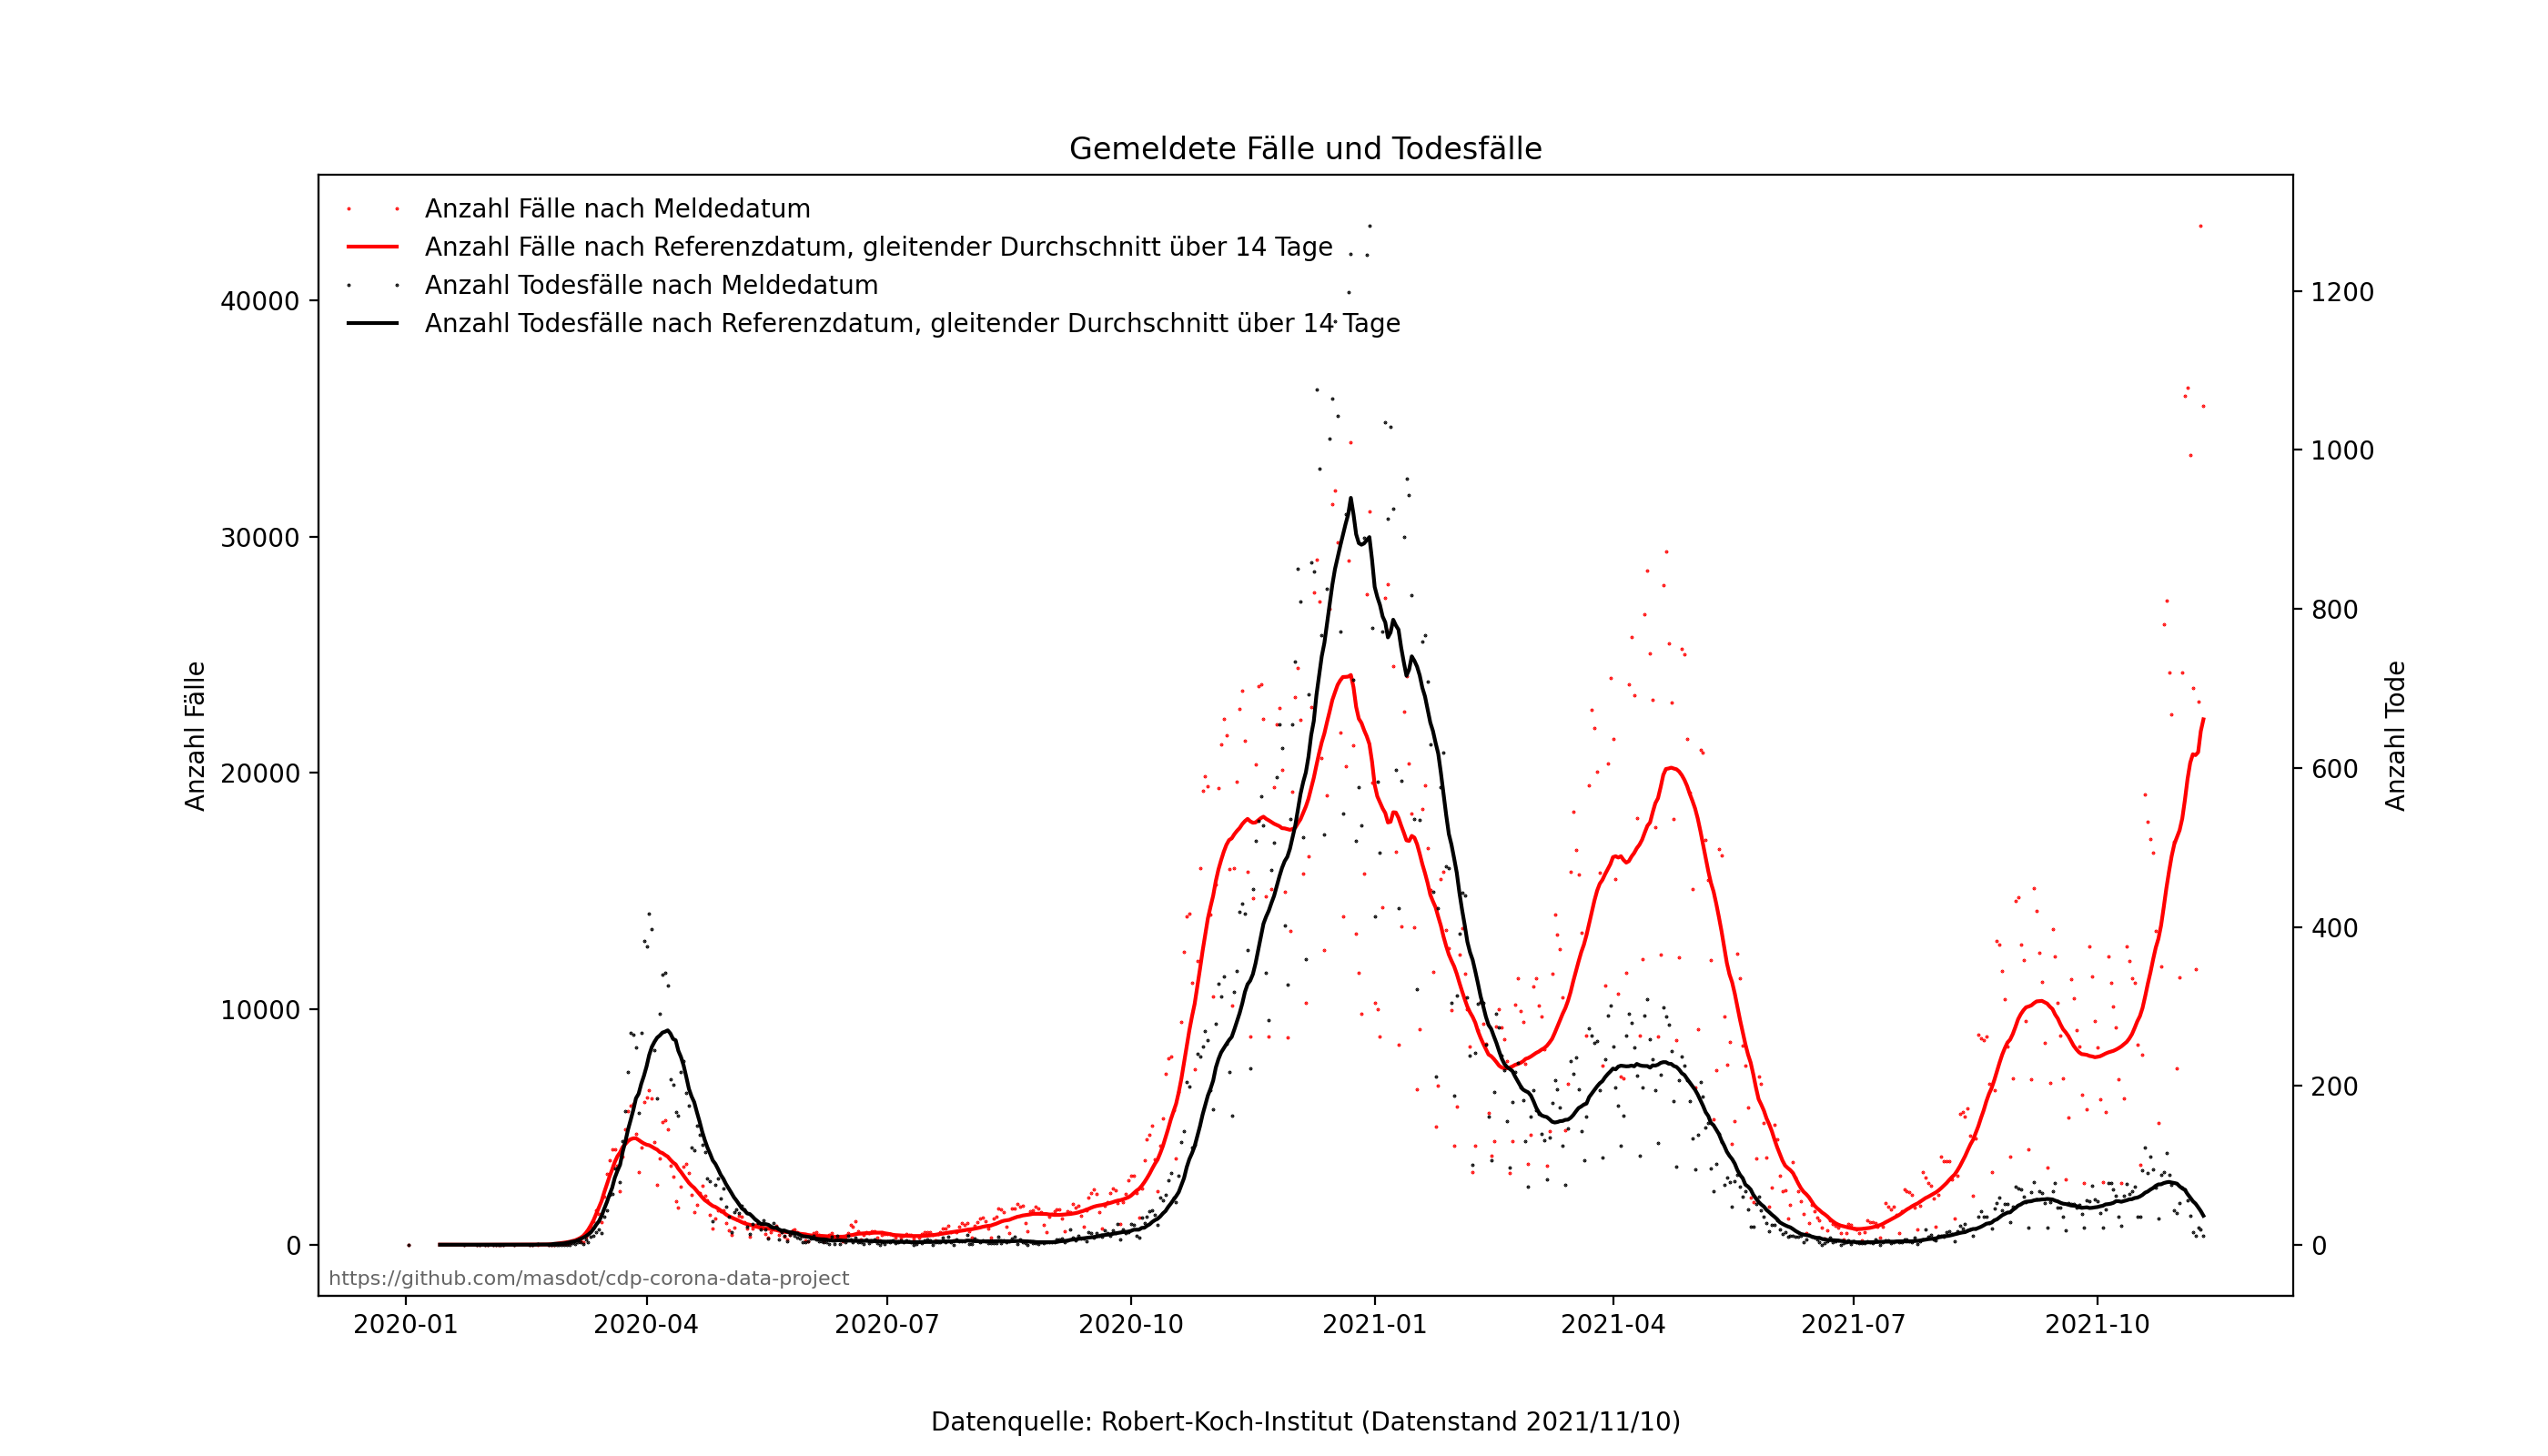 Gemeldete Fälle und Todesfälle
Anzahl Fälle nach Meldedatum
Anzahl Fälle nach Referenzdatum, gleitender Durchschnitt über 14 Tage
Anzahl Todesfälle nach Meldedatum
Anzahl Todesfälle nach Referenzdatum, gleitender Durchschnitt über 14 Tage
40000
30000
20000
10000
0
Anzahl Fälle
1200
1000
800
600
400
200
0
Anzahl Tode
https://github.com/masdot/cdp-corona-data-project
2020-01 2020-04 2020-07 2020-10 2021-01 2021-04 2021-07 2021-10
Datenquelle: Robert-Koch-Institut (Datenstand 2021/11/10)